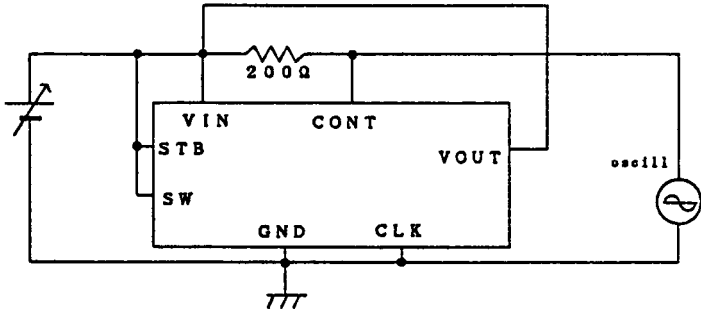 200Ω
VIN
CONT
STB
VOUT
oscill
SW
GND
CLK